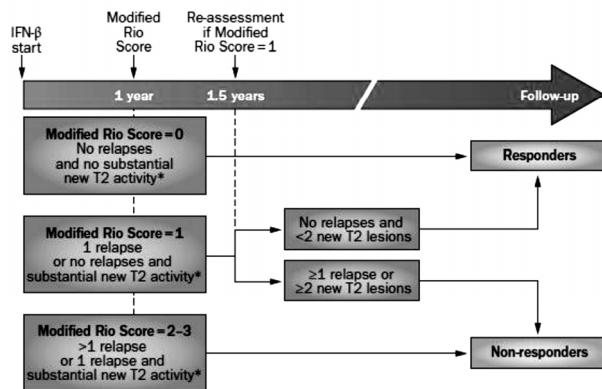 IFN-β
start
Modified
Rio
Score
Re-assessment
if Modified
Rio Score = 1
1 year
1.5 years
Follow-up
Modified Rio Score = 0
No relapses
and no substantial
new T2 activity*
Responders
Modified Rio Score = 1
1 relapse
or no relapses and
substantial new T2 activity*
No relapses and
<2 new T2 lesions
≥1 relapse or
≥2 new T2 lesions
Modified Rio Score = 2–3
>1 relapse
or 1 relapse and
substantial new T2 activity*
Non-responders